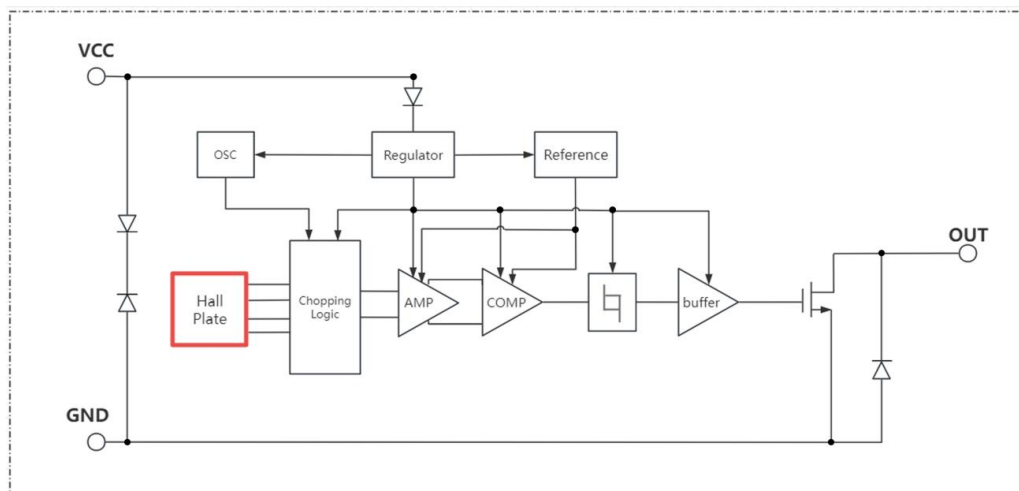 VCC
OSC
Regulator
Reference
OUT
Hall
Plate
Chopping
Logic
AMP
COMP
buffer
GND